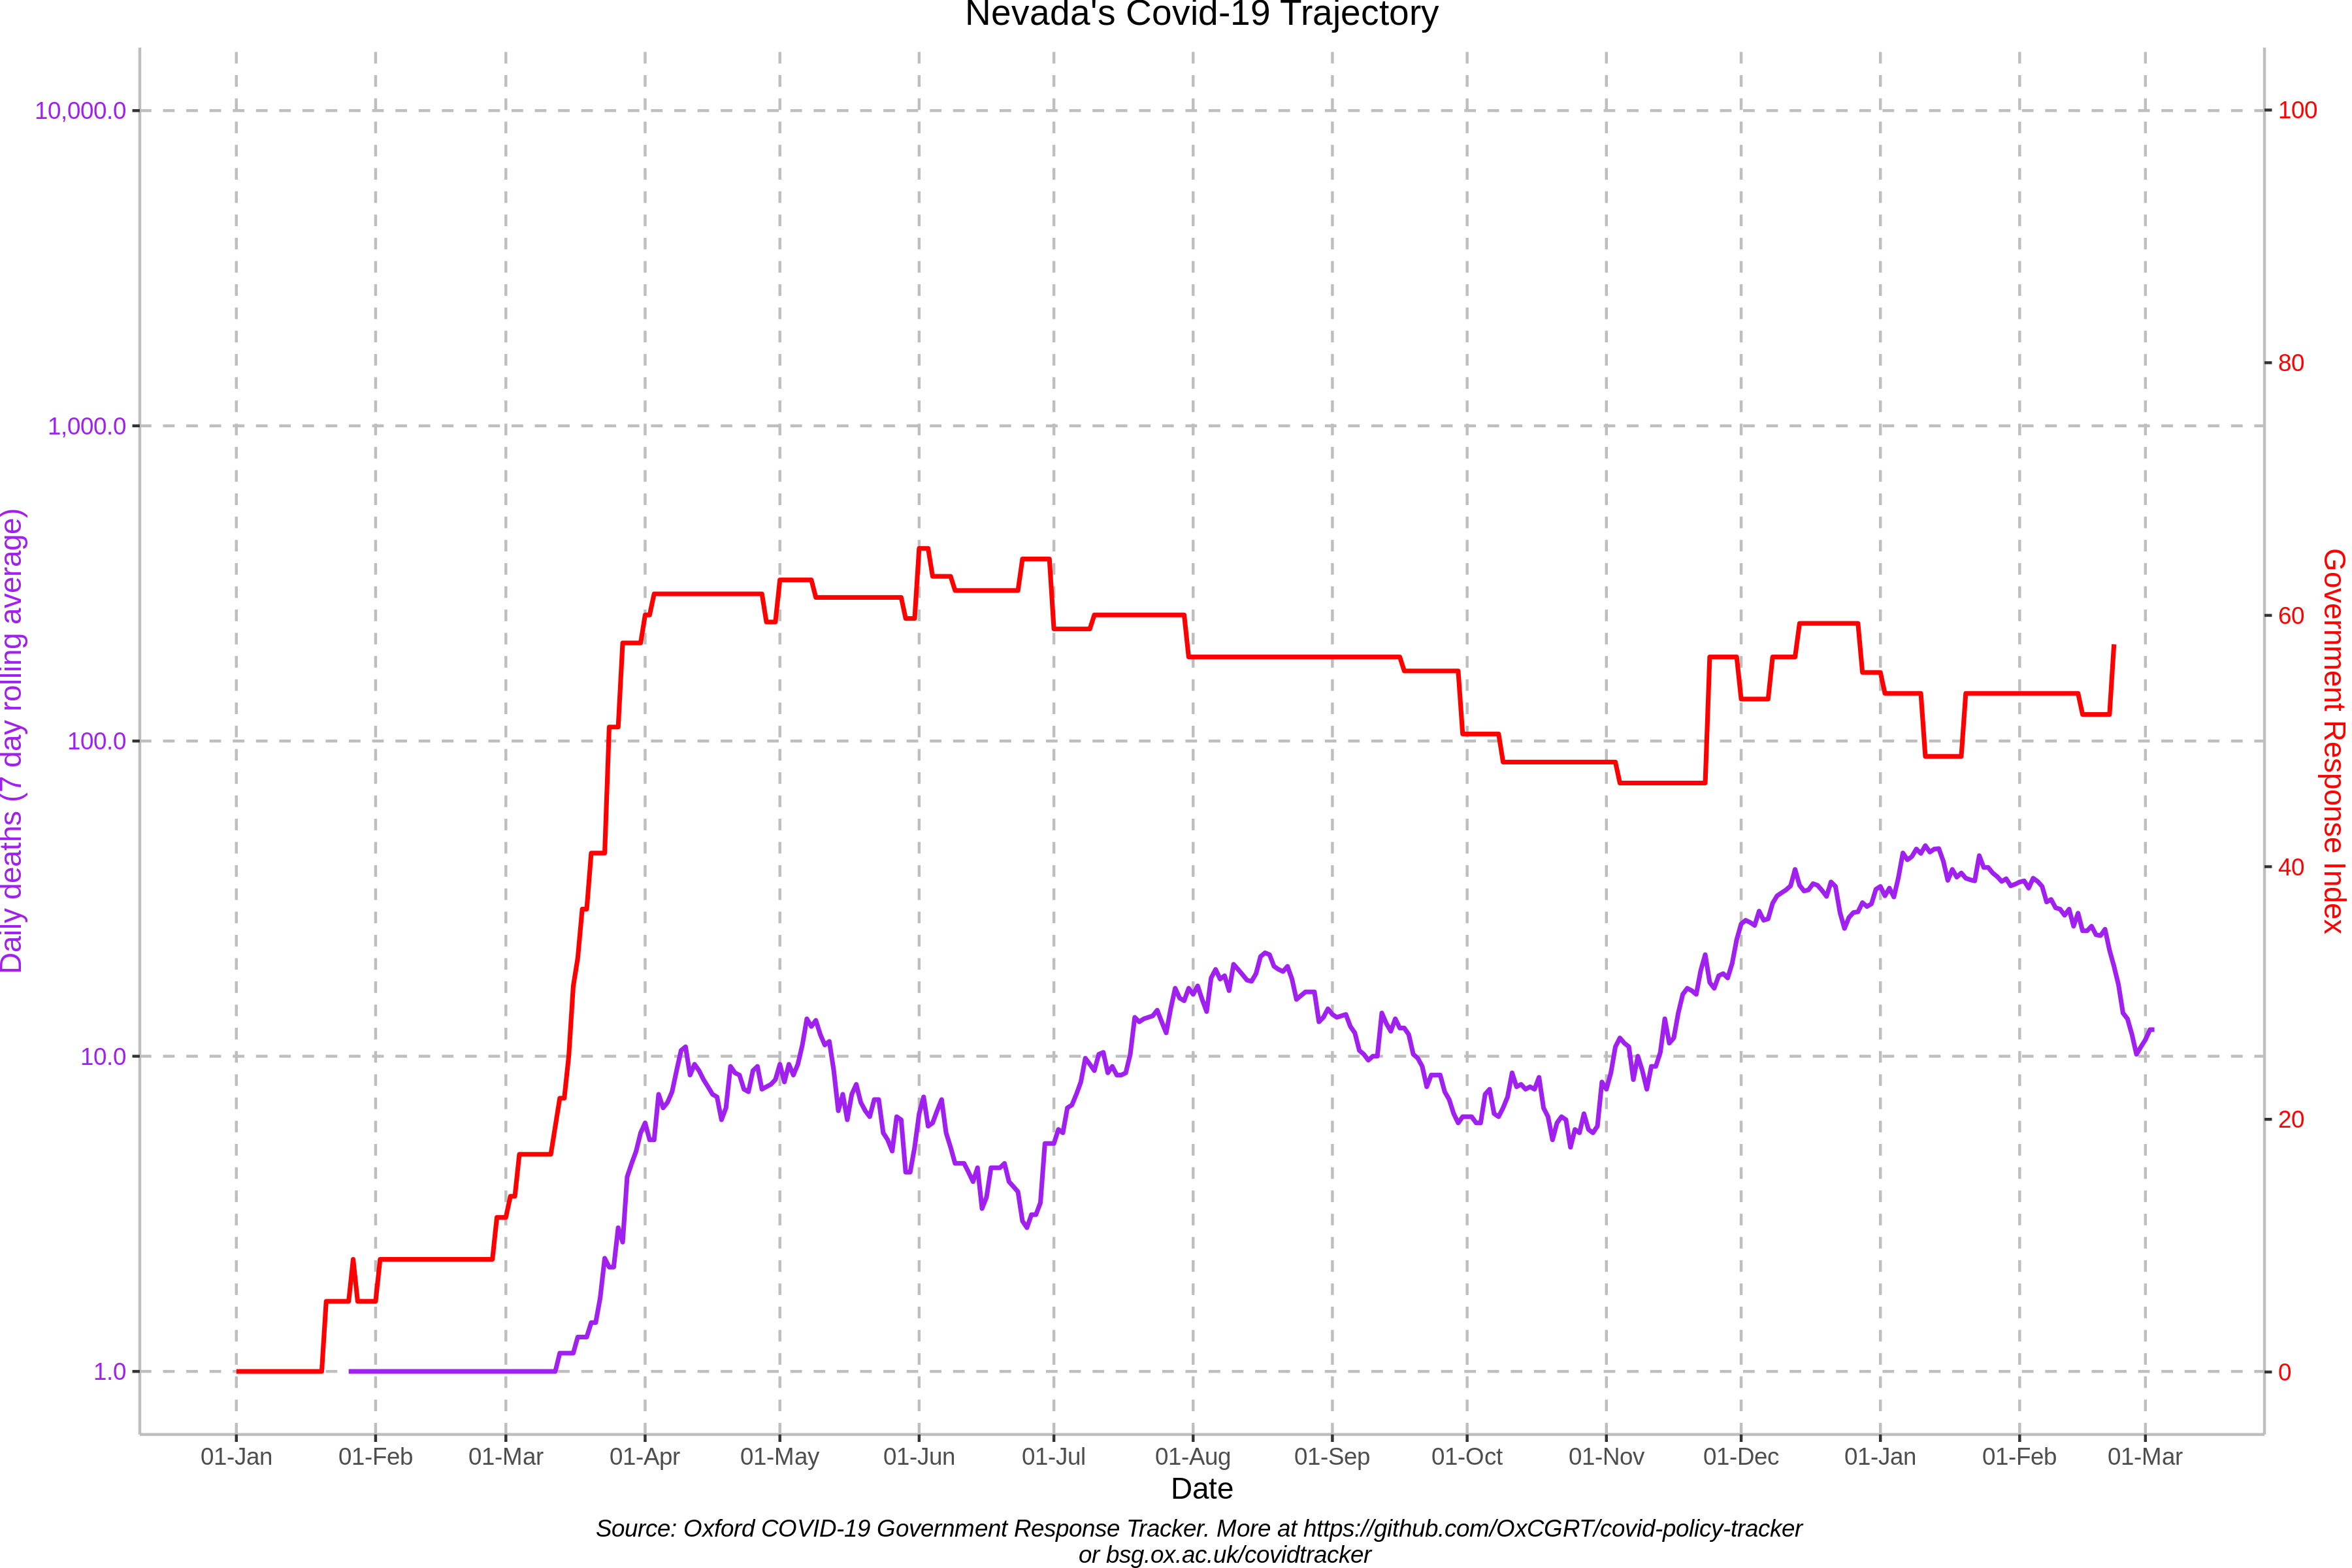 Nevada's Covid-19 Trajectory
10,000.0
1,000.0
100.0
10.0
1.0
Daily deaths (7 day rolling average)
100
80
60
40
20
0
Government Response Index
01-Jan 01-Feb 01-Mar 01-Apr 01-May 01-Jun 01-Jul 01-Aug 01-Sep 01-Oct 01-Nov 01-Dec 01-Jan 01-Feb 01-Mar
Date
Source: Oxford COVID-19 Government Response Tracker. More at https://github.com/OxCGRT/covid-policy-tracker
or bsg.ox.ac.uk/covidtracker